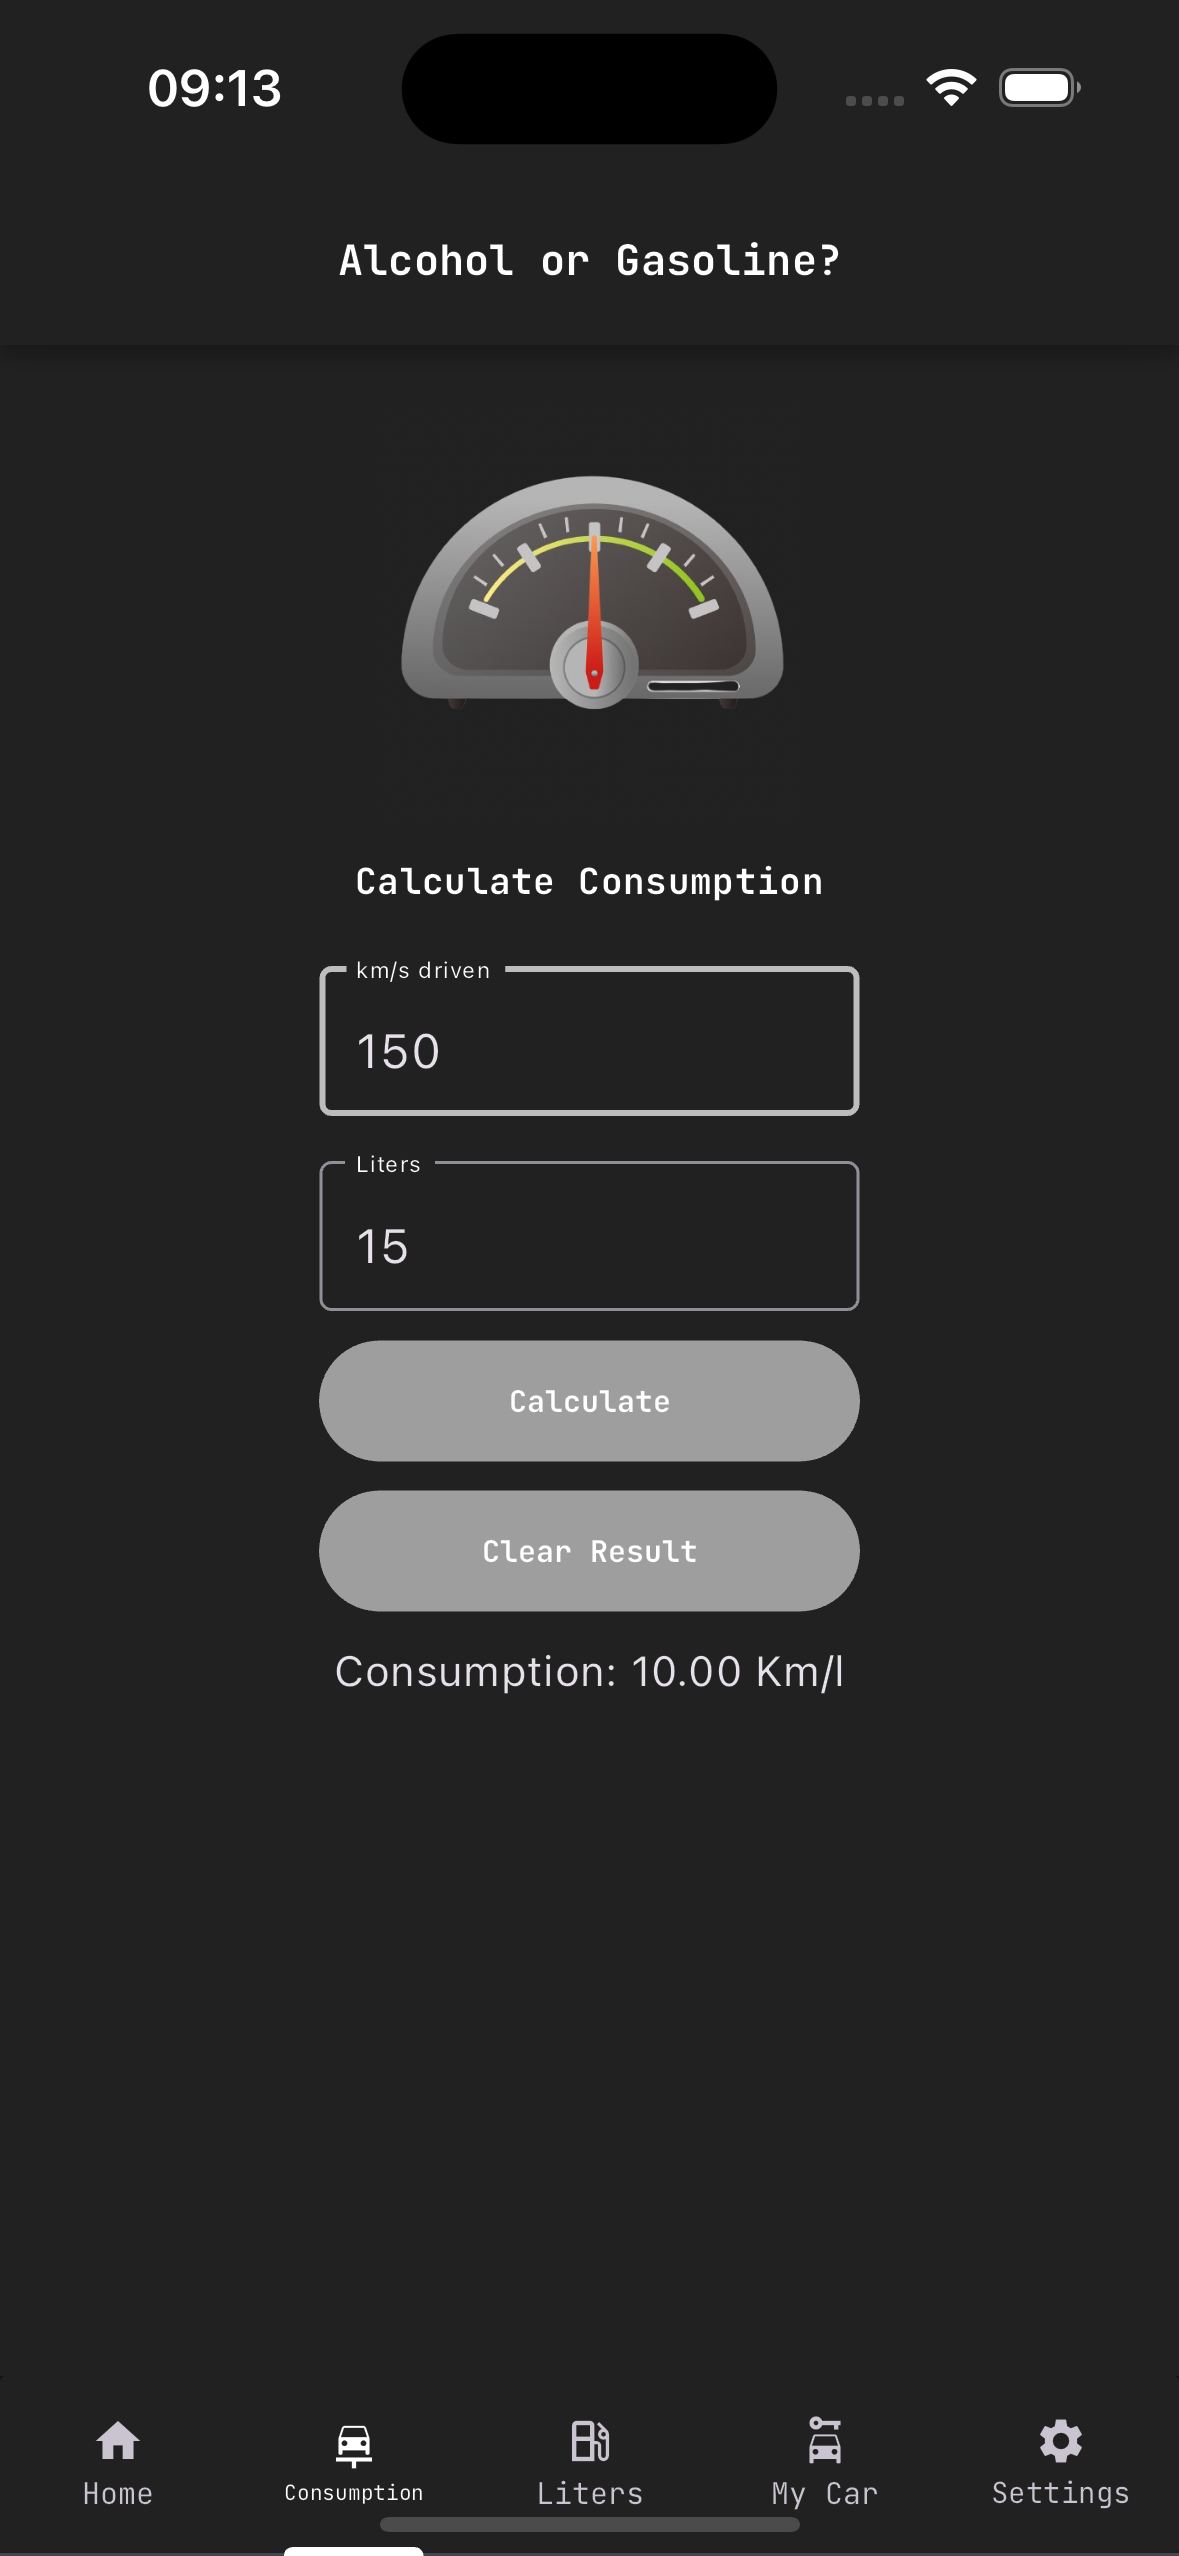 09:13
Alcohol or Gasoline?
Calculate Consumption
km/s driven
150
Liters
15
Calculate
Clear Result
Consumption: 10.00 Km/l
Home
Consumption
Liters
My Car
Settings